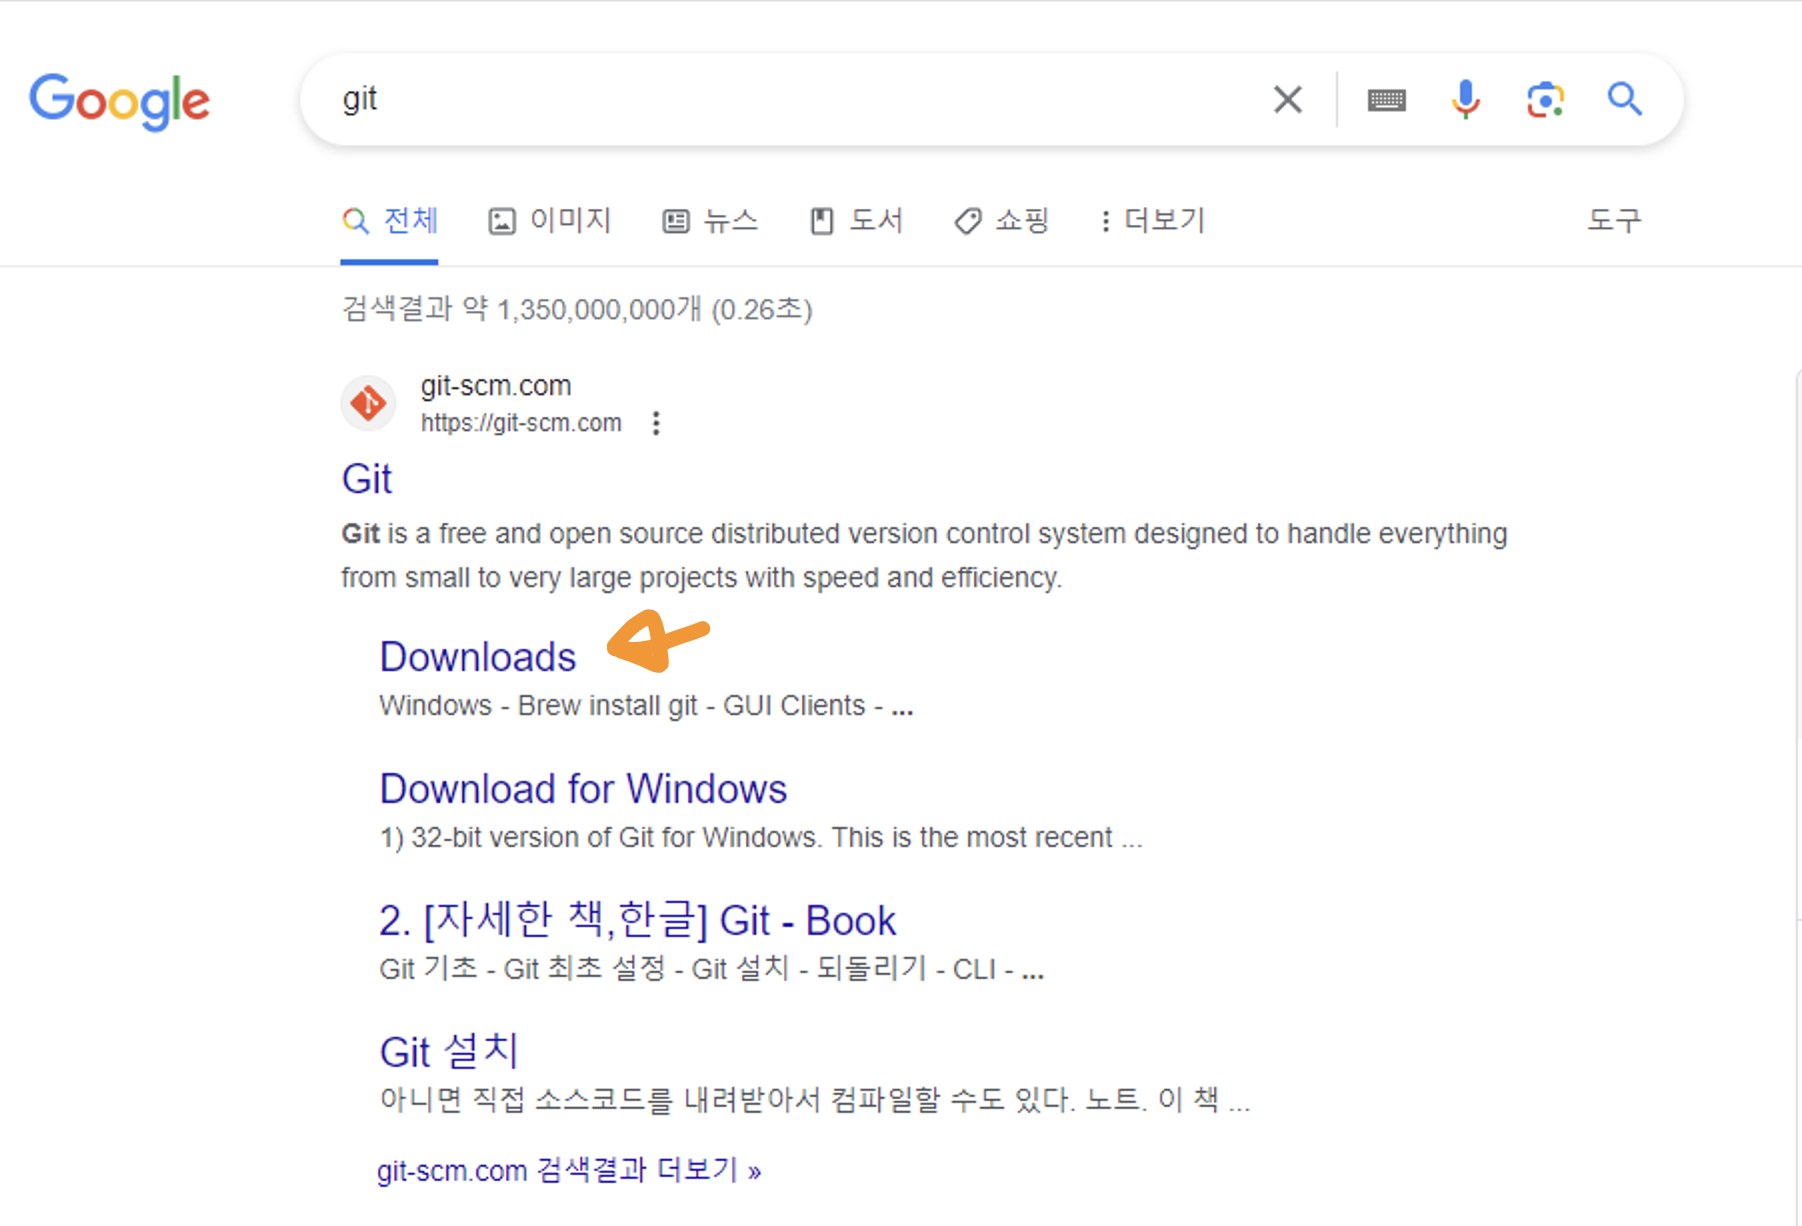 Google
git
전체
이미지
뉴스
도서
쇼핑
더보기
도구
검색결과 약 1,350,000,000개 (0.26초)
git-scm.com
https://git-scm.com
Git
Git is a free and open source distributed version control system designed to handle everything
from small to very large projects with speed and efficiency.
Downloads
Windows - Brew install git - GUI Clients - ...
Download for Windows
1) 32-bit version of Git for Windows. This is the most recent ...
2. [자세한 책,한글] Git - Book
Git 기초 - Git 최초 설정 - Git 설치 - 되돌리기 - CLI - ...
Git 설치
아니면 직접 소스코드를 내려받아서 컴파일할 수도 있다. 노트. 이 책 ...
git-scm.com 검색결과 더보기 »